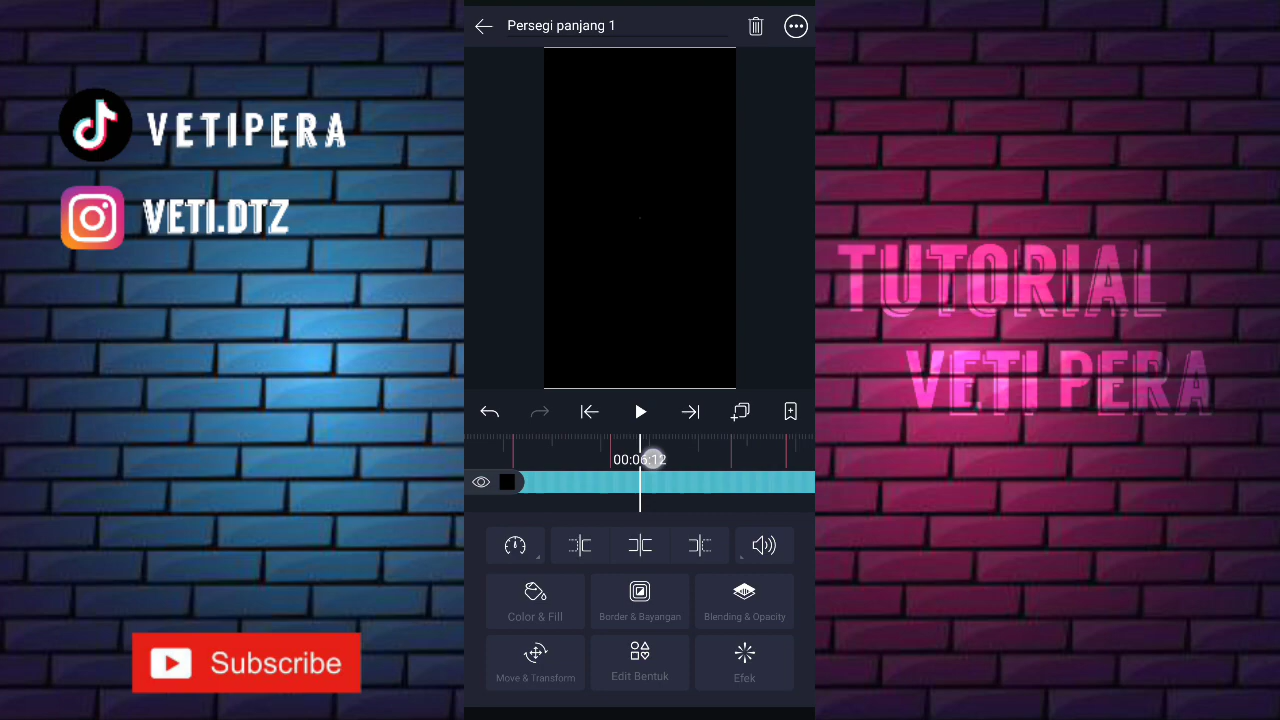 VETIPERA
VETI.DTZ
Subscribe
Persegi panjang 1
00:06:12
Color & Fill
Border & Bayangan
Blending & Opacity
Move & Transform
Edit Bentuk
Efek
TUTORIAL
VETI PERA